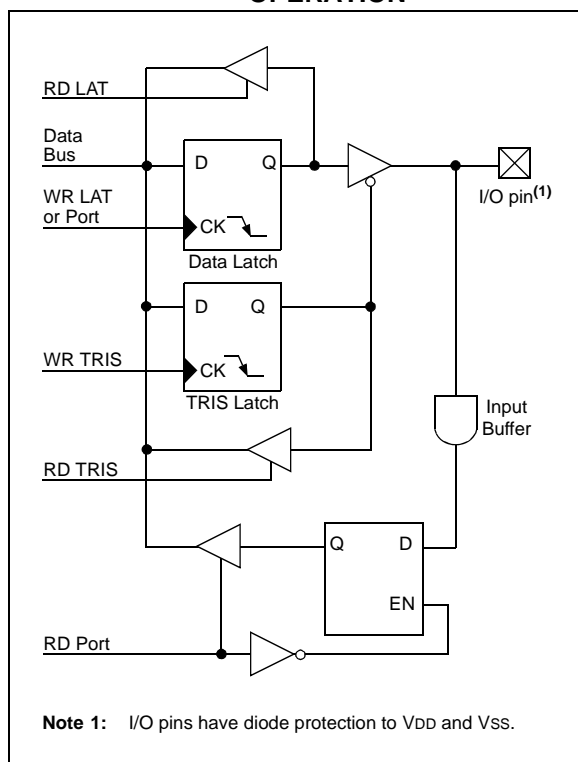 OPERATION
RD LAT
Data
Bus
D Q
WR LAT
or Port
CK
Data Latch
I/O pin(1)
D Q
WR TRIS
CK
TRIS Latch
Input
Buffer
RD TRIS
Q D
EN
RD Port
Note 1: I/O pins have diode protection to VDD and VSS.